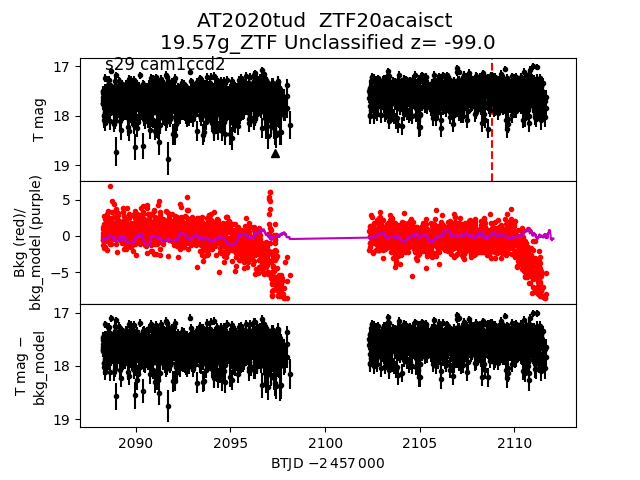 AT2020tud  ZTF20acaisct
19.57g_ZTF Unclassified z= -99.0
s29 cam1ccd2
17
18
19
T mag
5
0
−5
Bkg (red)/
bkg_model (purple)
17
18
19
T mag −
bkg_model
2090 2095 2100 2105 2110
BTJD −2 457 000